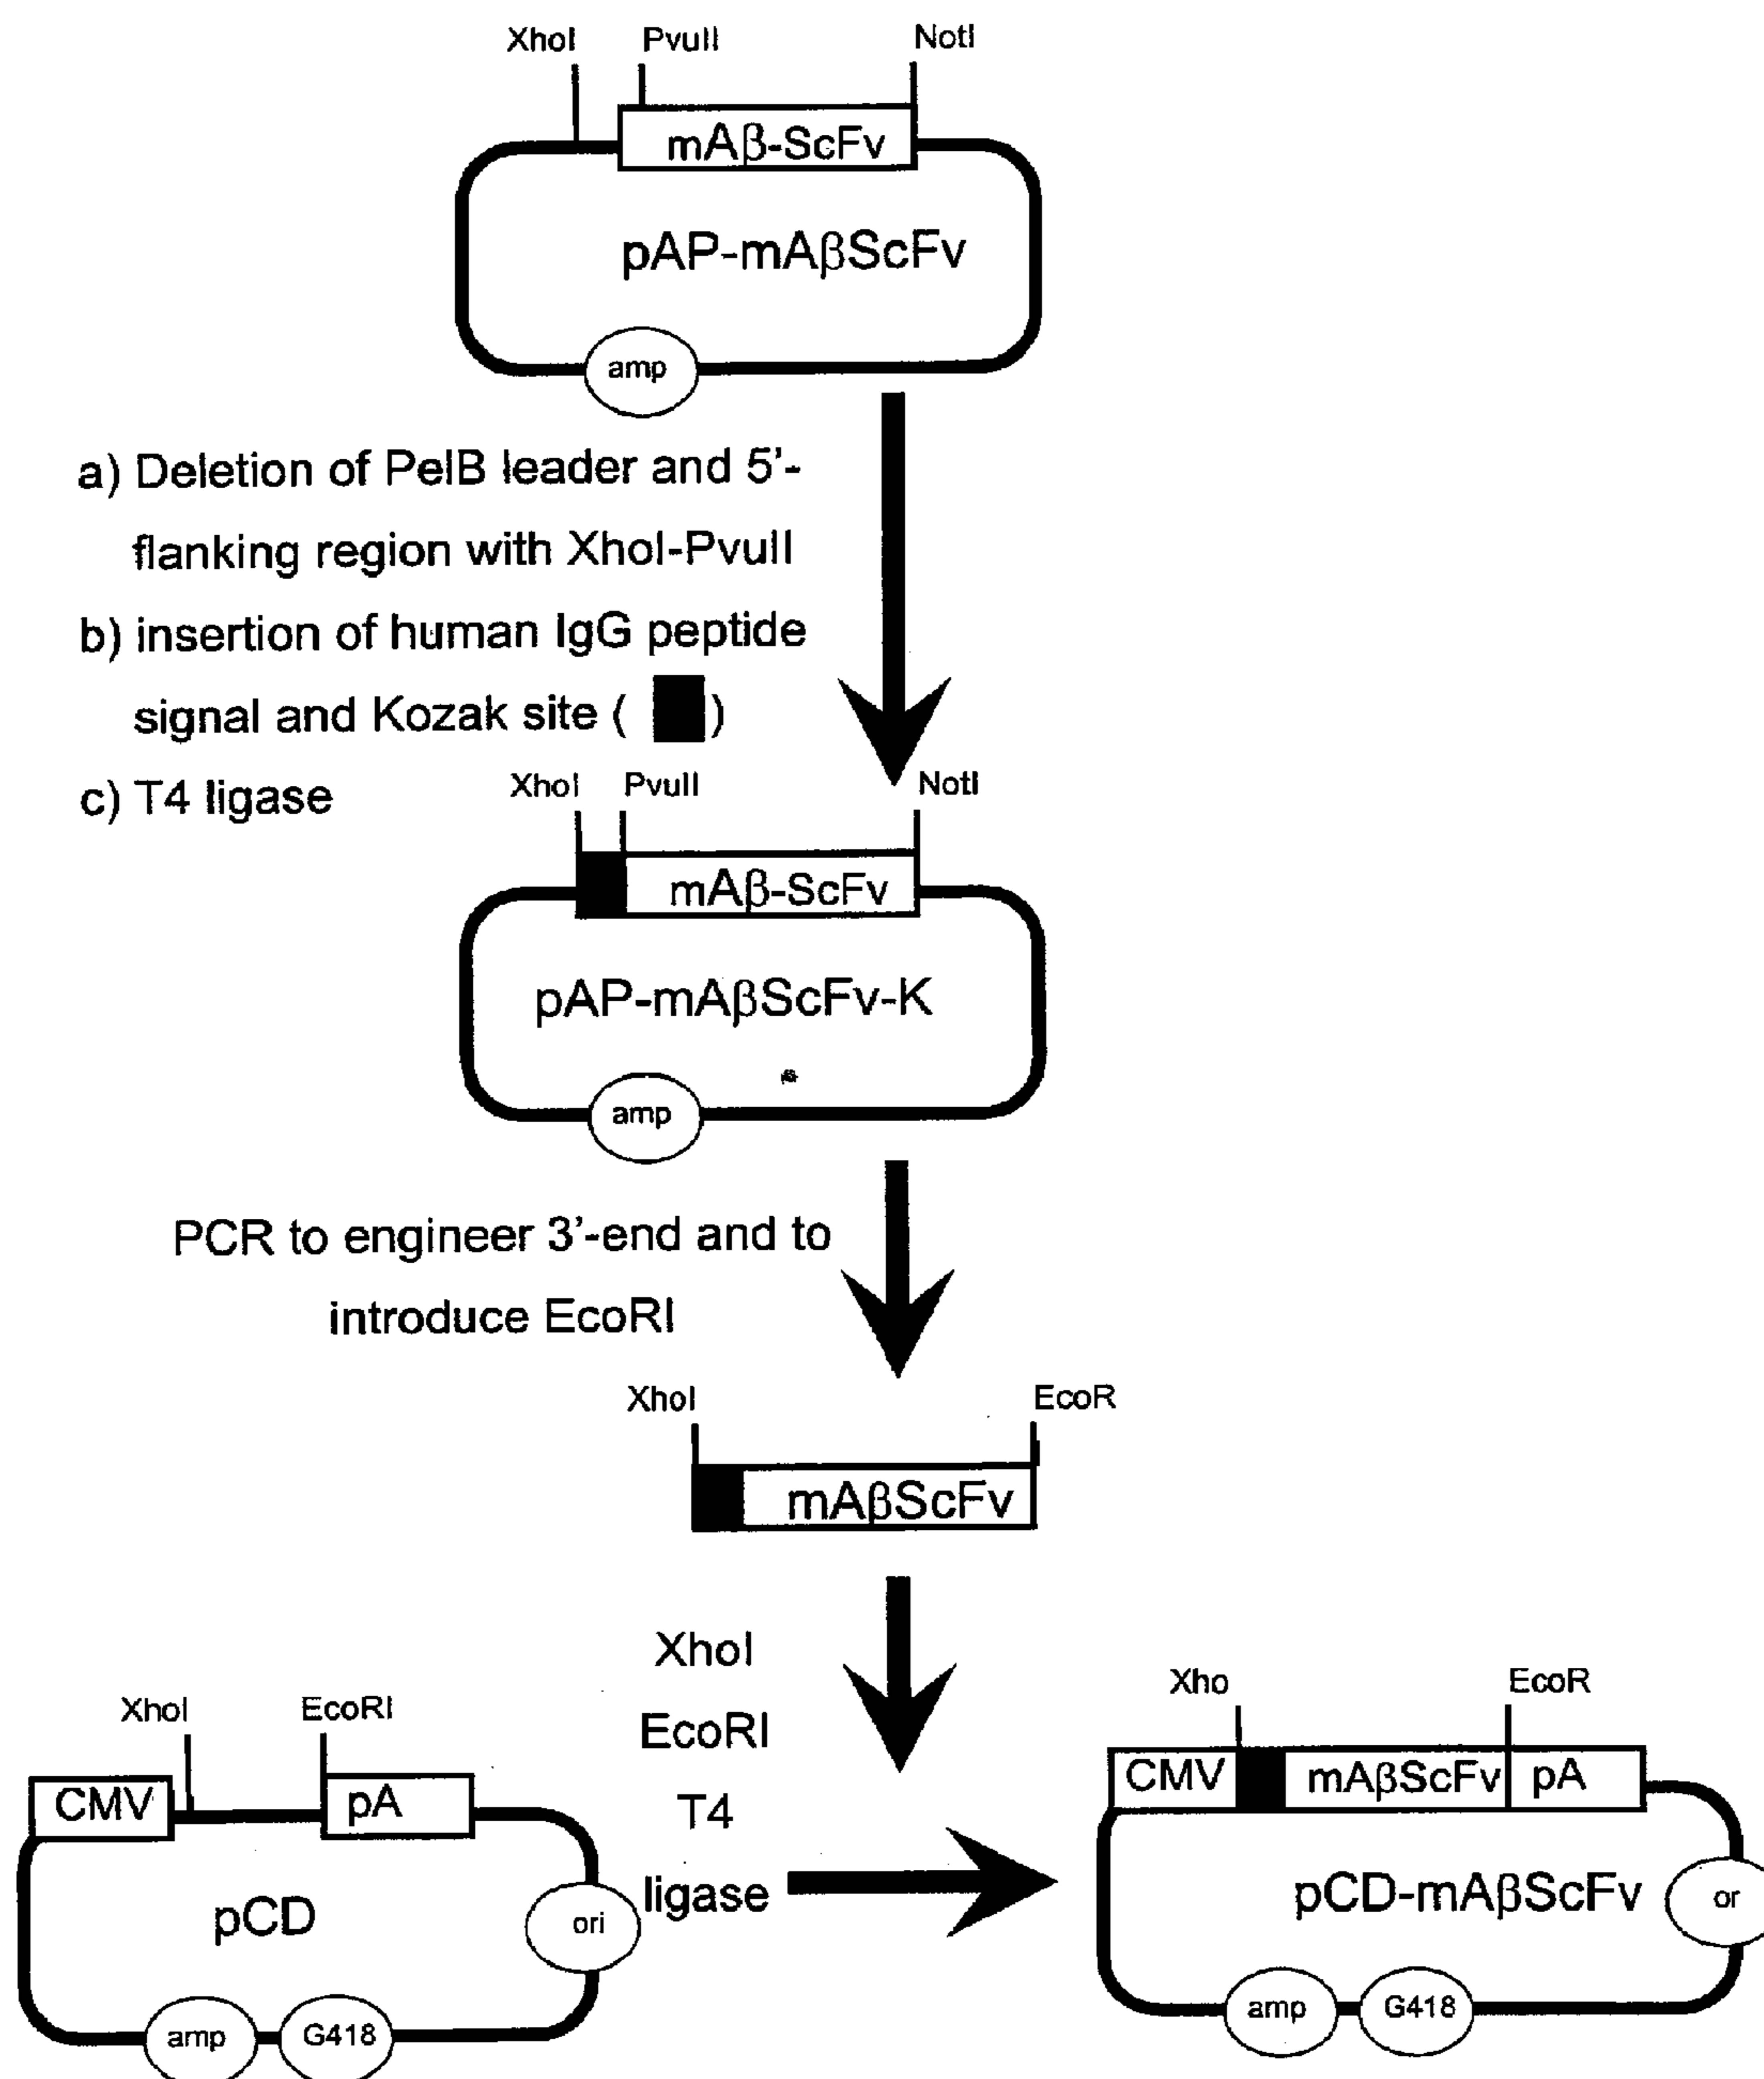 XhoI PvuII NotI
mAβ-ScFv
pAP-mAβScFv
amp
a) Deletion of PelB leader and 5'-
flanking region with XhoI-PvuII
b) insertion of human IgG peptide
signal and Kozak site ( )
c) T4 ligase
XhoI PvuII NotI
mAβ-ScFv
pAP-mAβScFv-K
amp
PCR to engineer 3'-end and to
introduce EcoRI
XhoI EcoR
mAβScFv
XhoI
EcoRI
T4
ligase
XhoI EcoRI
CMV pA
pCD
ori
amp G418
Xho EcoR
CMV mAβScFv pA
pCD-mAβScFv
or
amp G418